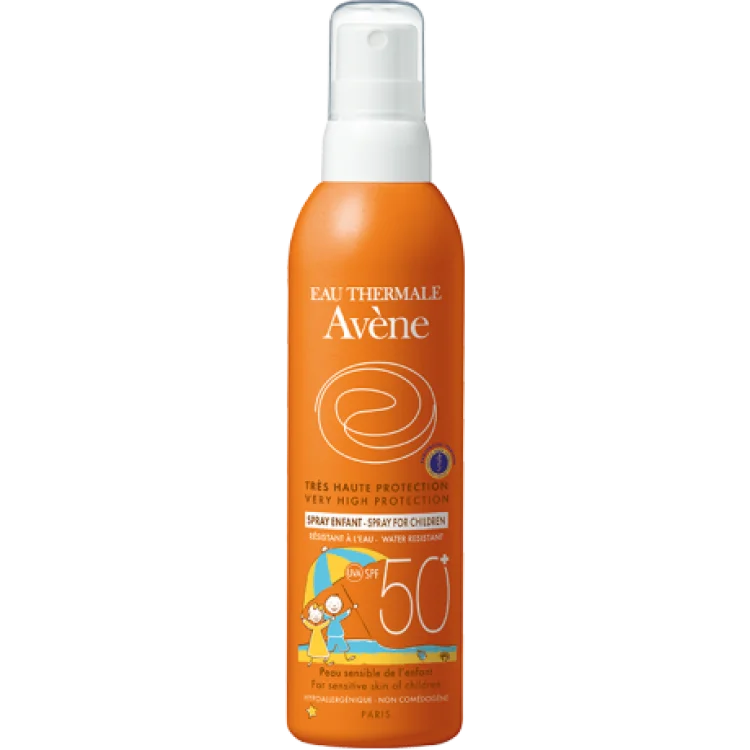 EAU THERMALE
Avène
TRÈS HAUTE PROTECTION
VERY HIGH PROTECTION
SPRAY ENFANT - SPRAY FOR CHILDREN
RÉSISTANT À L'EAU - WATER RESISTANT
UVA SPF 50+
Peau sensible de l'enfant
For sensitive skin of children
HYPOALLERGÉNIQUE - NON COMÉDOGÈNE
PARIS